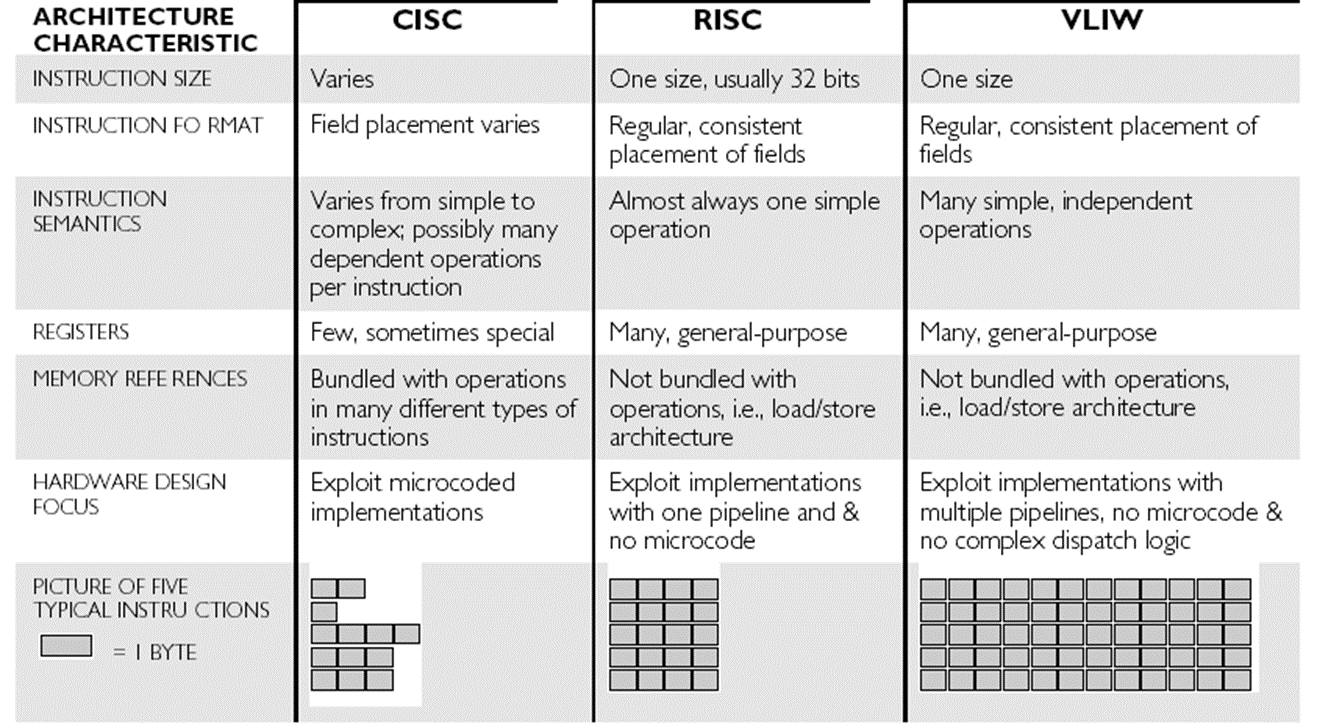 ARCHITECTURE
CHARACTERISTIC
CISC
RISC
VLIW
INSTRUCTION SIZE
Varies
One size, usually 32 bits
One size
INSTRUCTION FO RMAT
Field placement varies
Regular, consistent
placement of fields
Regular, consistent placement of
fields
INSTRUCTION
SEMANTICS
Varies from simple to
complex; possibly many
dependent operations
per instruction
Almost always one simple
operation
Many simple, independent
operations
REGISTERS
Few, sometimes special
Many, general-purpose
Many, general-purpose
MEMORY REFE RENCES
Bundled with operations
in many different types of
instructions
Not bundled with
operations, i.e., load/store
architecture
Not bundled with operations,
i.e., load/store architecture
HARDWARE DESIGN
FOCUS
Exploit microcoded
implementations
Exploit implementations
with one pipeline and &
no microcode
Exploit implementations with
multiple pipelines, no microcode &
no complex dispatch logic
PICTURE OF FIVE
TYPICAL INSTRU CTIONS
= 1 BYTE